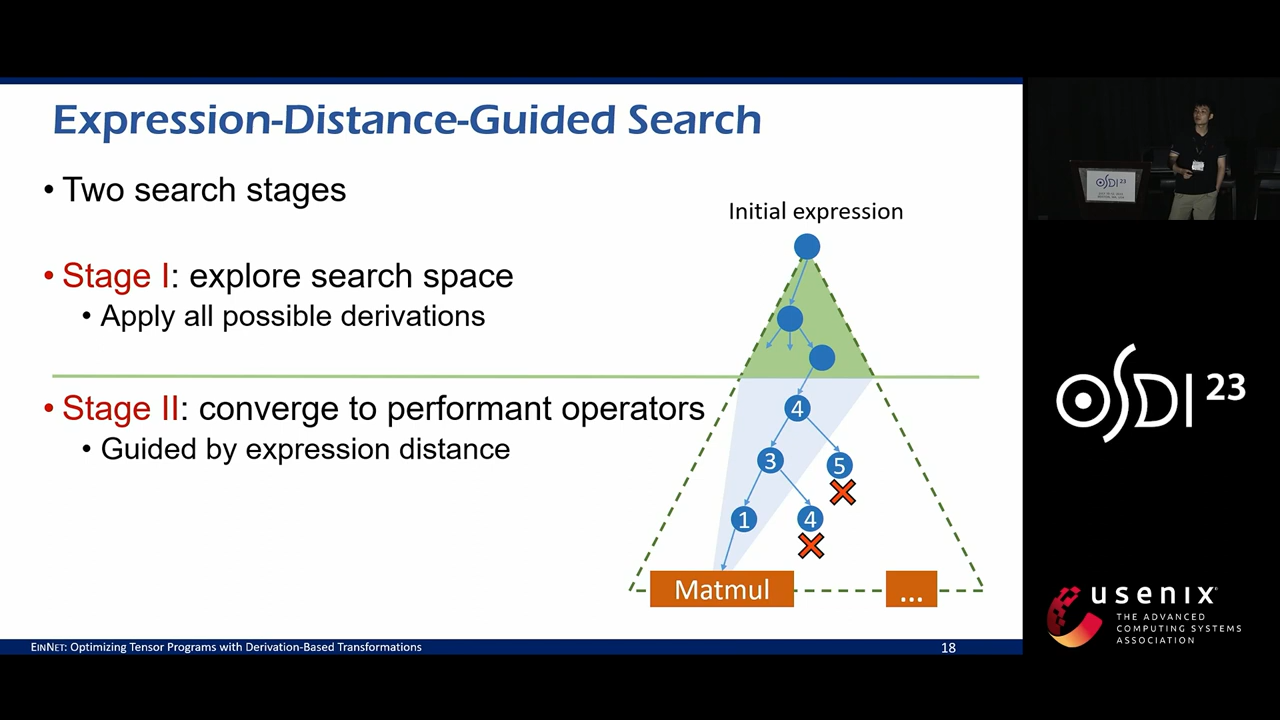 Expression-Distance-Guided Search
• Two search stages
• Stage I: explore search space
• Apply all possible derivations
• Stage II: converge to performant operators
• Guided by expression distance
Initial expression
4
3
5
1
4
Matmul
...
EINNET: Optimizing Tensor Programs with Derivation-Based Transformations
18
OSDI 23
OSDI 23
usenix
THE ADVANCED
COMPUTING SYSTEMS
ASSOCIATION